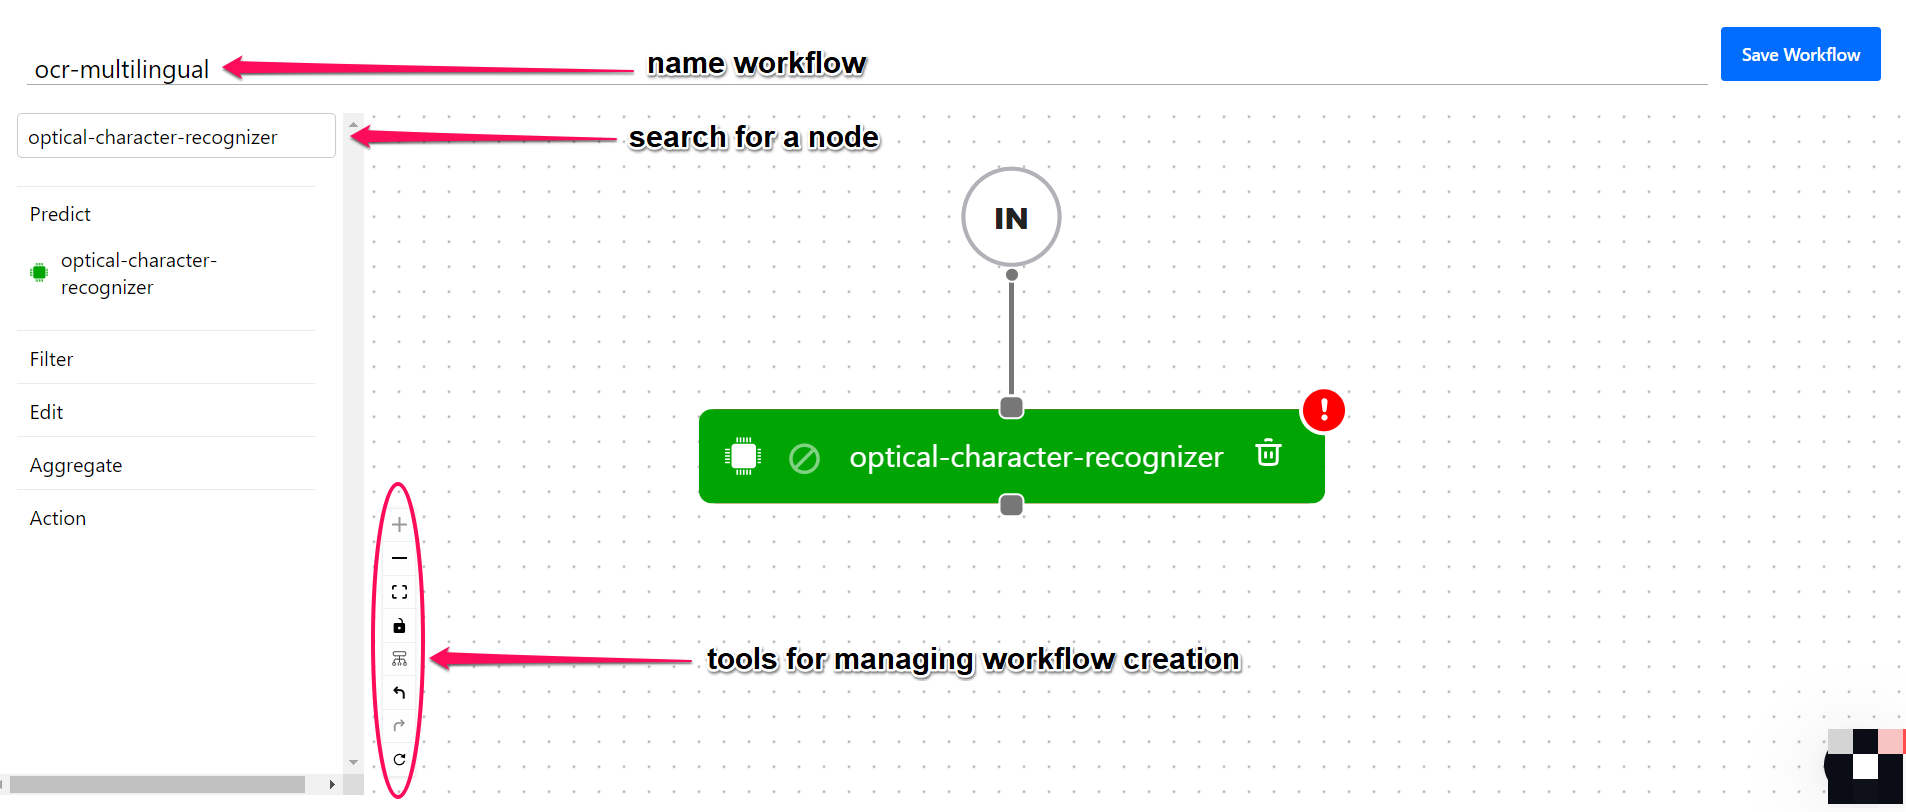 ocr-multilingual
name workflow
Save Workflow
optical-character-recognizer
search for a node
Predict
optical-character-
recognizer
Filter
Edit
Aggregate
Action
IN
optical-character-recognizer
!
tools for managing workflow creation